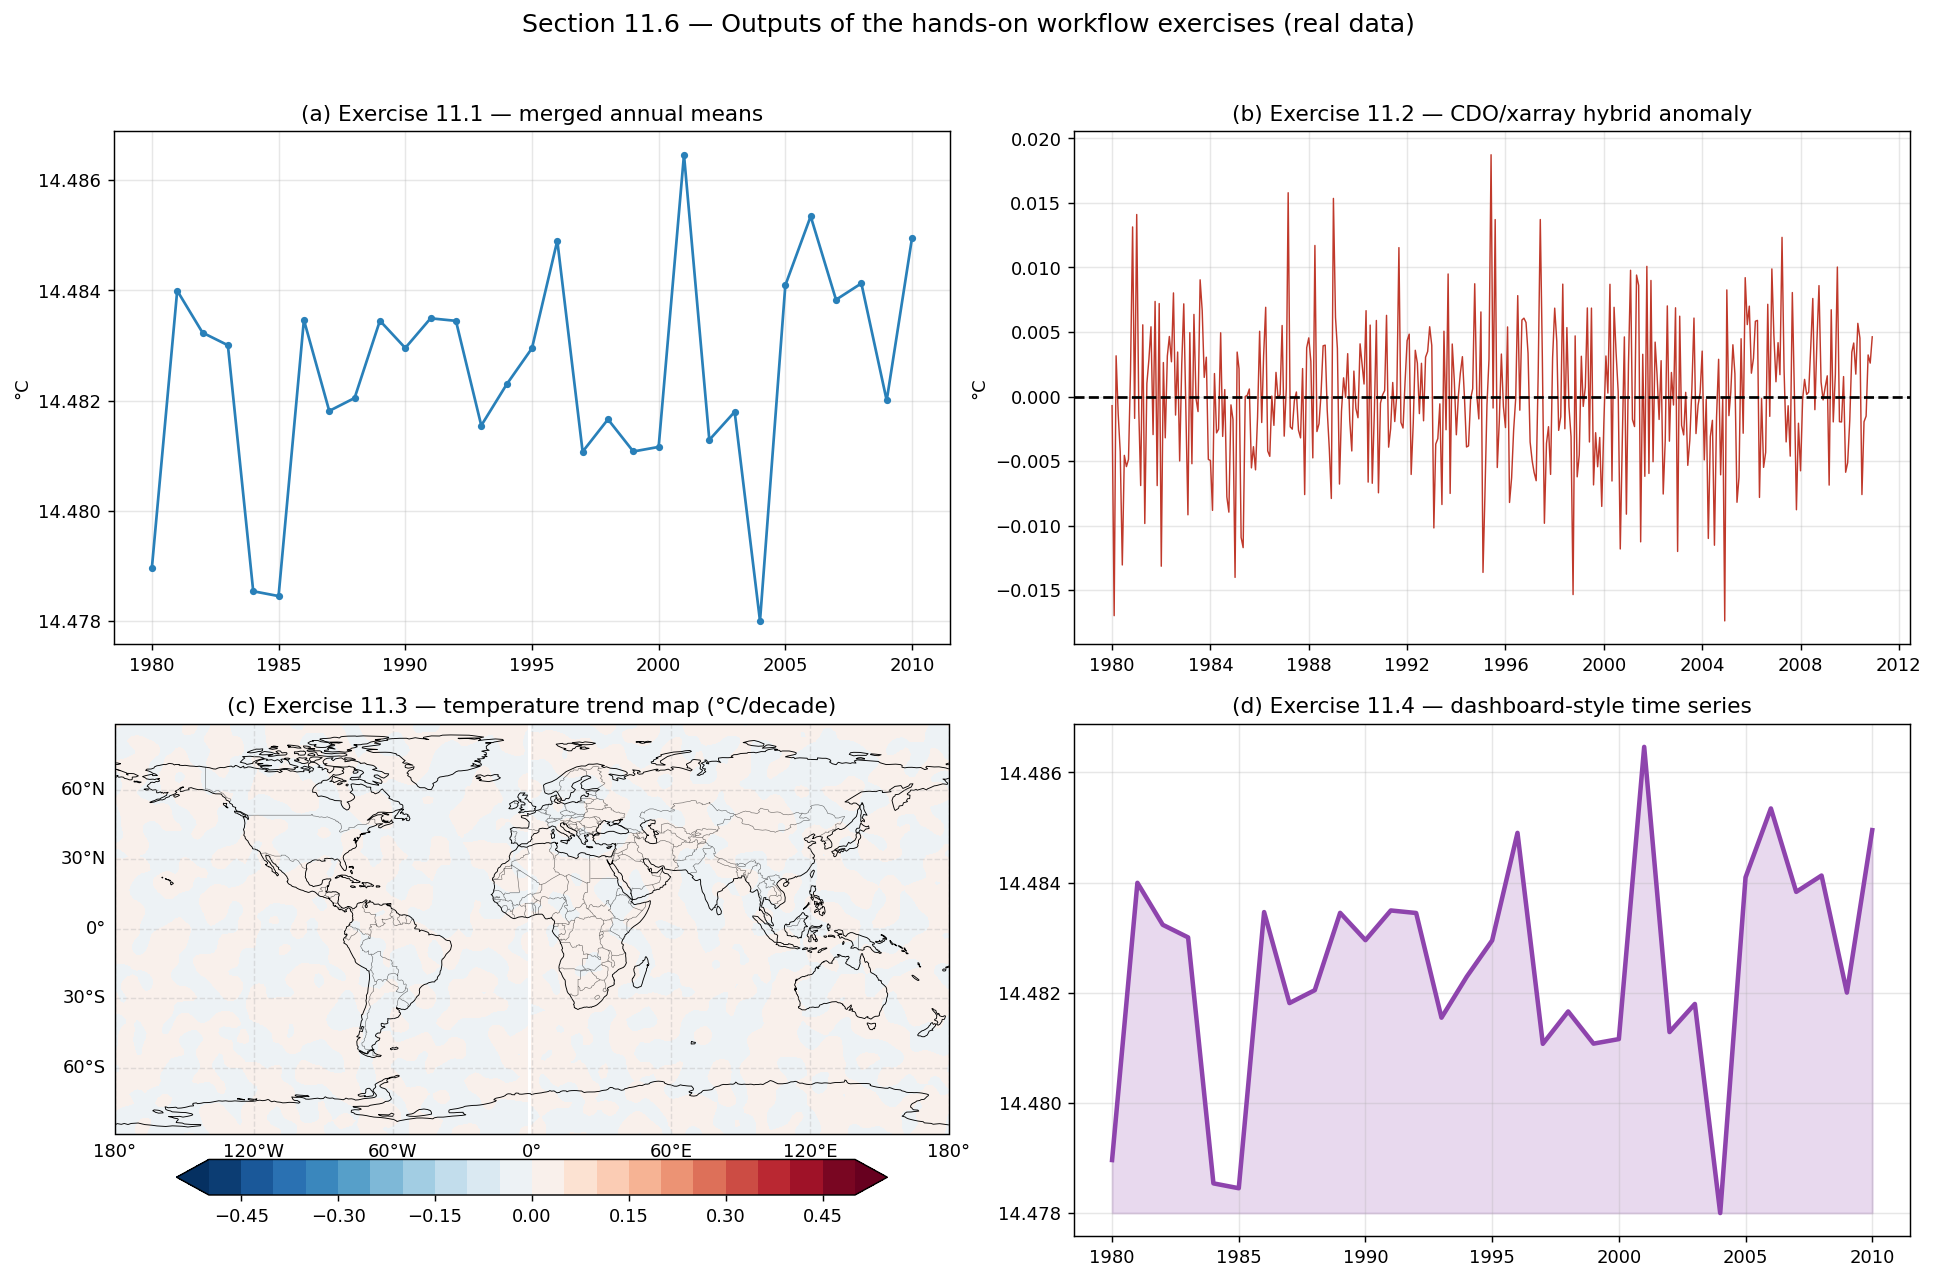 Section 11.6 — Outputs of the hands-on workflow exercises (real data)
(a) Exercise 11.1 — merged annual means
°C
14.486
14.484
14.482
14.480
14.478
1980 1985 1990 1995 2000 2005 2010
(b) Exercise 11.2 — CDO/xarray hybrid anomaly
°C
0.020
0.015
0.010
0.005
0.000
−0.005
−0.010
−0.015
1980 1984 1988 1992 1996 2000 2004 2008 2012
(c) Exercise 11.3 — temperature trend map (°C/decade)
60°N
30°N
0°
30°S
60°S
180° 120°W 60°W 0° 60°E 120°E 180°
−0.45 −0.30 −0.15 0.00 0.15 0.30 0.45
(d) Exercise 11.4 — dashboard-style time series
14.486
14.484
14.482
14.480
14.478
1980 1985 1990 1995 2000 2005 2010